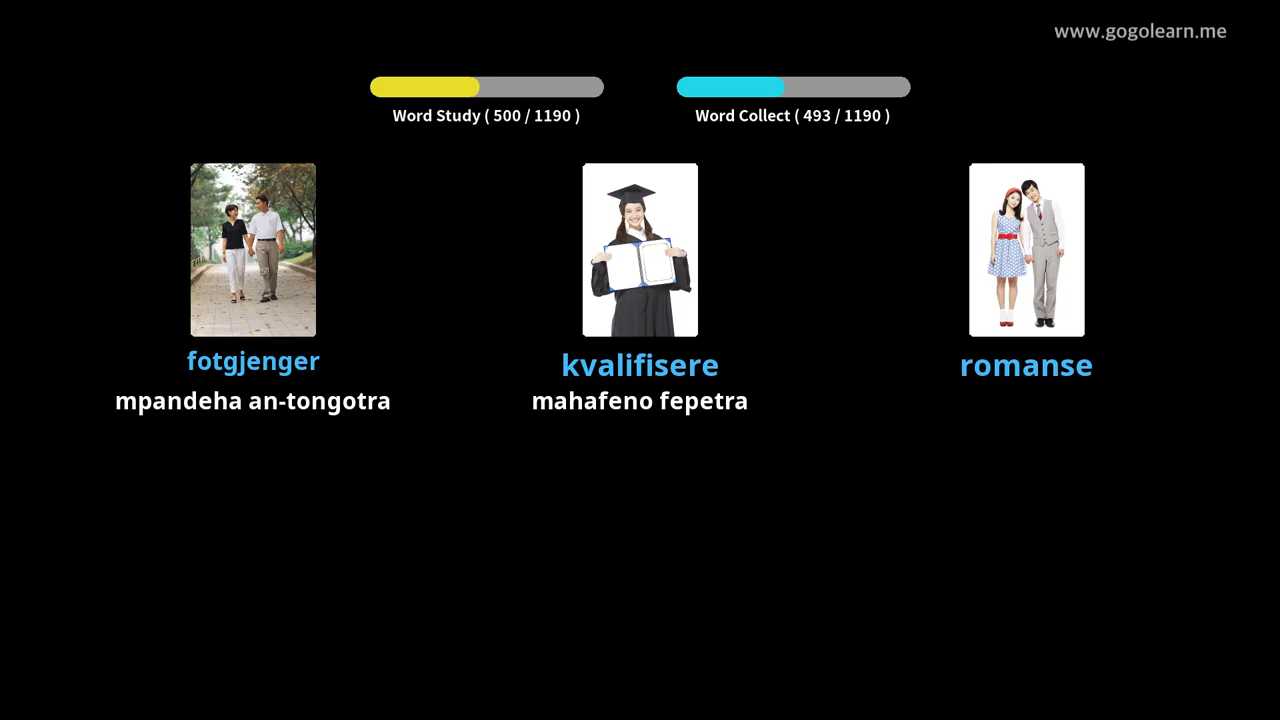 www.gogolearn.me
Word Study ( 500 / 1190 )
Word Collect ( 493 / 1190 )
fotgjenger
mpandeha an-tongotra
kvalifisere
mahafeno fepetra
romanse